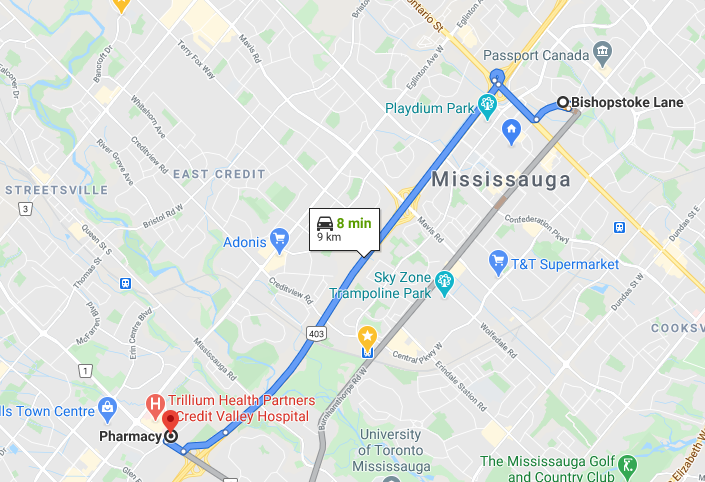 Ontario St
Eglinton Ave
Bancroft Dr
Terry Fox Way
Mavis Rd
Eglinton Ave W
Passport Canada
Bishopstoke Lane
Playdium Park
Whitehorn Ave
Creditview Rd
River Grove Ave
EAST CREDIT
STREETSVILLE
Mississauga
3
8 min
9 km
Bristol Rd W
Queen St S
Adonis
Mavis Rd
Confederation Pkwy
Dundas St E
Thomas St
Creditview Rd
Sky Zone
Trampoline Park
T&T Supermarket
Dundas St W
McFarren Blvd
Erin Centre Blvd
403
COOKSV
Mississauga Rd
Central Pkwy W
Wolfedale Rd
1
Erindale Station Rd
Burnhamthorpe Rd W
H
Trillium Health Partners
Credit Valley Hospital
lls Town Centre
Pharmacy
Glen
University
of Toronto
Mississauga
The Mississauga Golf
and Country Club
Elizabeth W